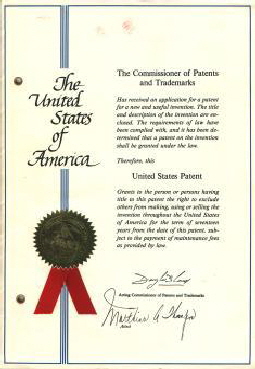 The
United
States
of
America
The Commissioner of Patents
and Trademarks
Has received an application for a patent
for a new and useful invention. The title
and description of the invention are en-
closed. The requirements of law have
been complied with, and it has been de-
termined that a patent on the invention
shall be granted under the law.
Therefore, this
United States Patent
Grants to the person or persons having
title to this patent the right to exclude
others from making, using or selling the
invention throughout the United States
of America for the term of seventeen
years from the date of this patent, sub-
ject to the payment of maintenance fees
as provided by law.
Acting Commissioner of Patents and Trademarks
Attest